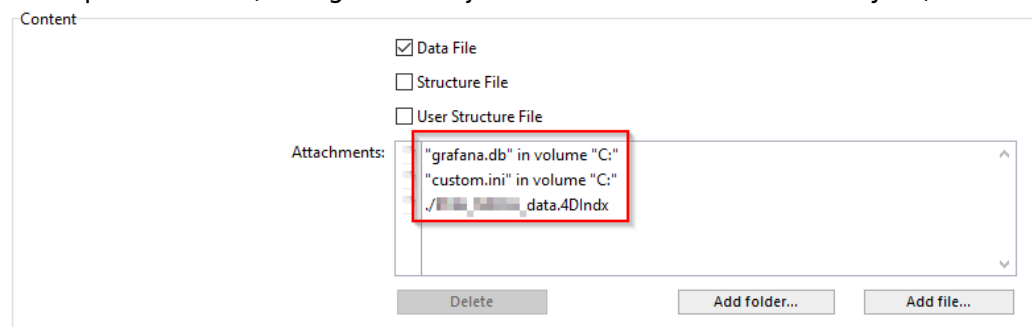 Content
Data File
Structure File
User Structure File
Attachments:
"grafana.db" in volume "C:"
"custom.ini" in volume "C:"
./ _data.4DIndx
Delete Add folder... Add file...